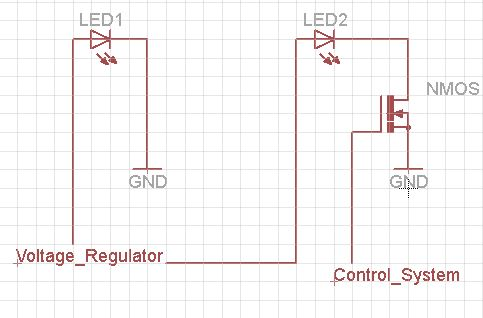 LED1
LED2
NMOS
GND
GND
Voltage_Regulator
Control_System